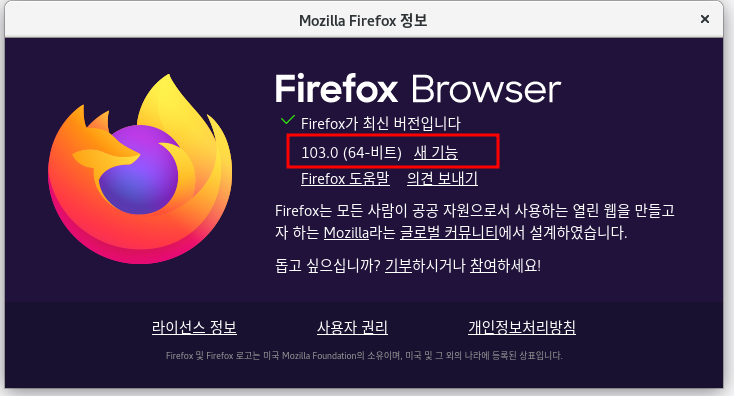 Mozilla Firefox 정보
Firefox Browser
Firefox가 최신 버전입니다
103.0 (64-비트) 새 기능
Firefox 도움말 의견 보내기
Firefox는 모든 사람이 공공 자원으로서 사용하는 열린 웹을 만들고
자 하는 Mozilla라는 글로벌 커뮤니티에서 설계하였습니다.
돕고 싶으십니까? 기부하시거나 참여하세요!
라이선스 정보 사용자 권리 개인정보처리방침
Firefox 및 Firefox 로고는 미국 Mozilla Foundation의 소유이며, 미국 및 그 외의 나라에 등록된 상표입니다.